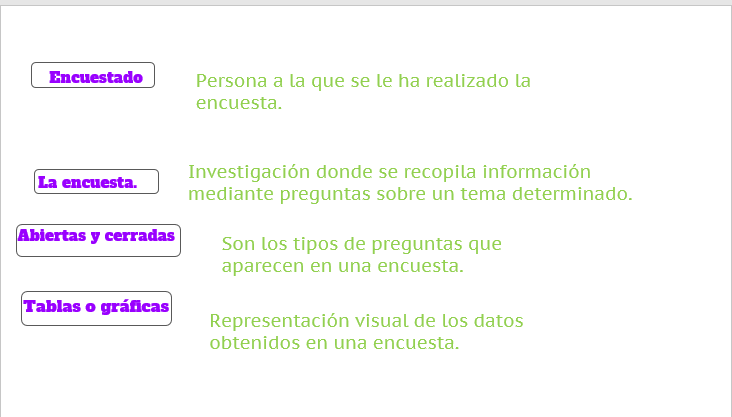 Encuestado
Persona a la que se le ha realizado la
encuesta.
La encuesta.
Investigación donde se recopila información
mediante preguntas sobre un tema determinado.
Abiertas y cerradas
Son los tipos de preguntas que
aparecen en una encuesta.
Tablas o gráficas
Representación visual de los datos
obtenidos en una encuesta.